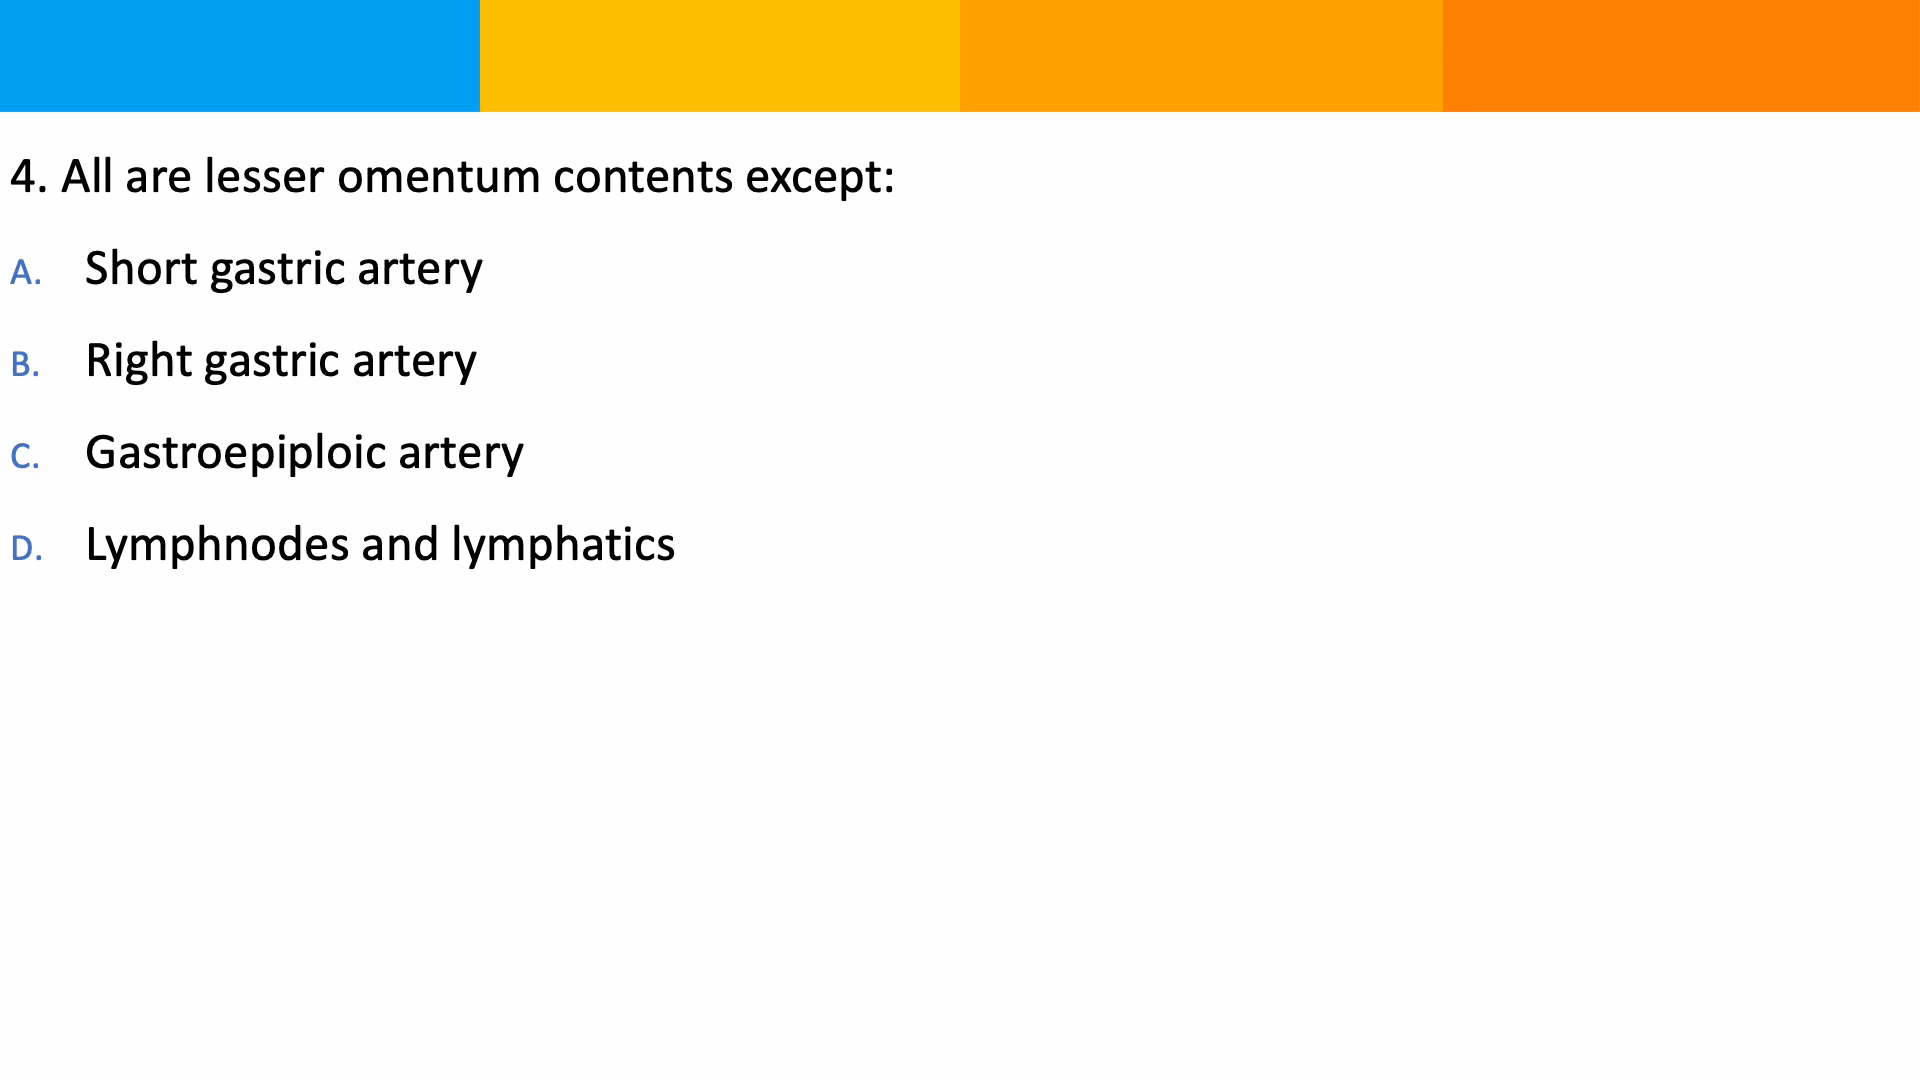 4. All are lesser omentum contents except:
A. Short gastric artery
B. Right gastric artery
C. Gastroepiploic artery
D. Lymphnodes and lymphatics